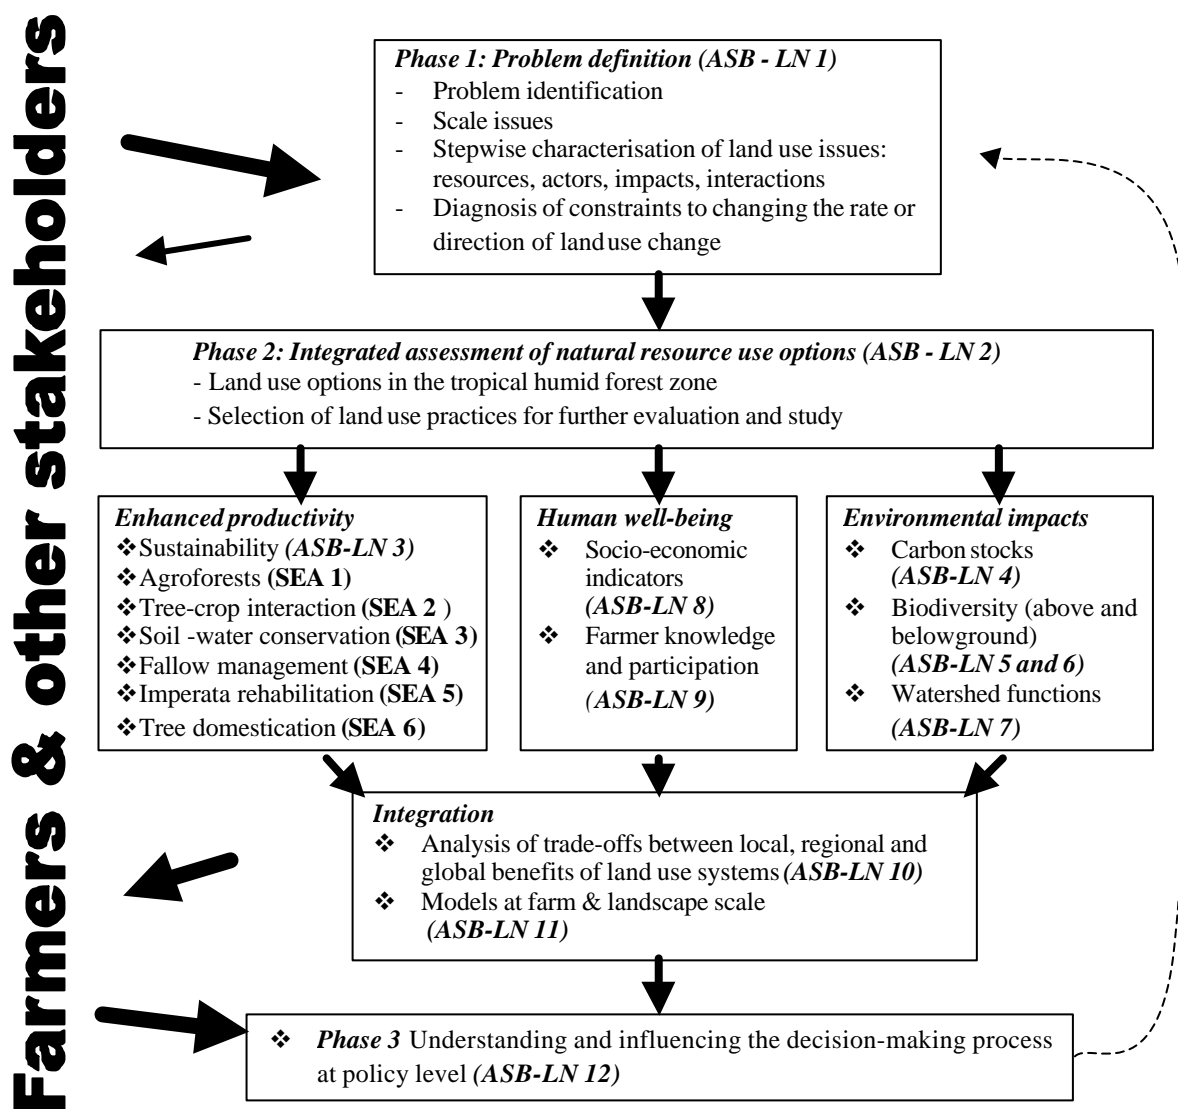 Farmers & other stakeholders
Phase 1: Problem definition (ASB - LN 1)
- Problem identification
- Scale issues
- Stepwise characterisation of land use issues:
resources, actors, impacts, interactions
- Diagnosis of constraints to changing the rate or
direction of land use change
Phase 2: Integrated assessment of natural resource use options (ASB - LN 2)
- Land use options in the tropical humid forest zone
- Selection of land use practices for further evaluation and study
Enhanced productivity
❖Sustainability (ASB-LN 3)
❖Agroforests (SEA 1)
❖Tree-crop interaction (SEA 2 )
❖Soil -water conservation (SEA 3)
❖Fallow management (SEA 4)
❖Imperata rehabilitation (SEA 5)
❖Tree domestication (SEA 6)
Human well-being
❖ Socio-economic
indicators
(ASB-LN 8)
❖ Farmer knowledge
and participation
(ASB-LN 9)
Environmental impacts
❖ Carbon stocks
(ASB-LN 4)
❖ Biodiversity (above and
belowground)
(ASB-LN 5 and 6)
❖ Watershed functions
(ASB-LN 7)
Integration
❖ Analysis of trade-offs between local, regional and
global benefits of land use systems (ASB-LN 10)
❖ Models at farm & landscape scale
(ASB-LN 11)
❖ Phase 3 Understanding and influencing the decision-making process
at policy level (ASB-LN 12)